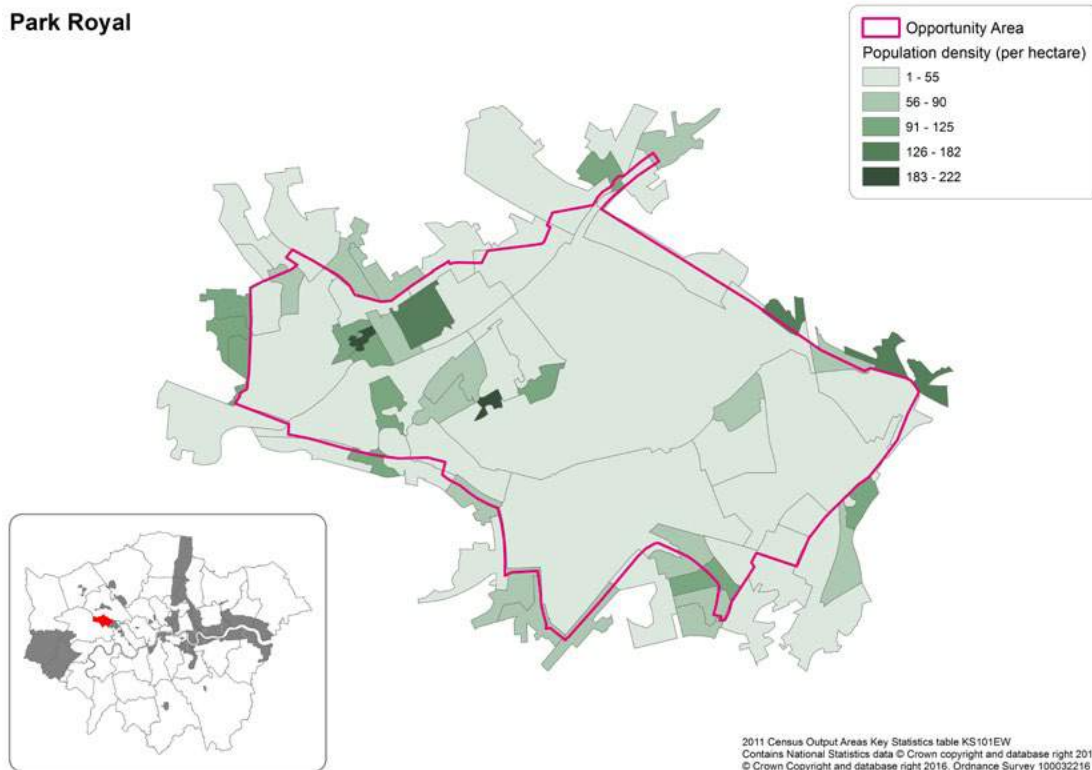 Park Royal
Opportunity Area
Population density (per hectare)
1 - 55
56 - 90
91 - 125
126 - 182
183 - 222
2011 Census Output Areas Key Statistics table KS101EW
Contains National Statistics data © Crown copyright and database right 201
© Crown Copyright and database right 2016. Ordnance Survey 100032216